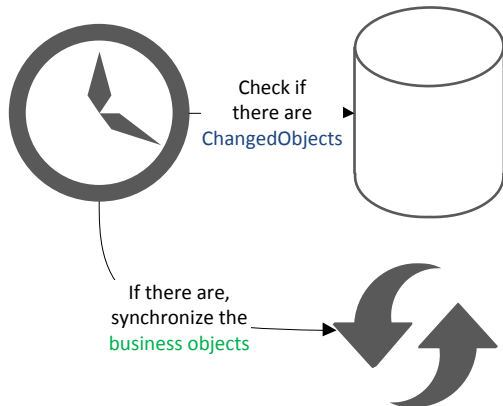 Check if
there are
ChangedObjects
If there are,
synchronize the
business objects